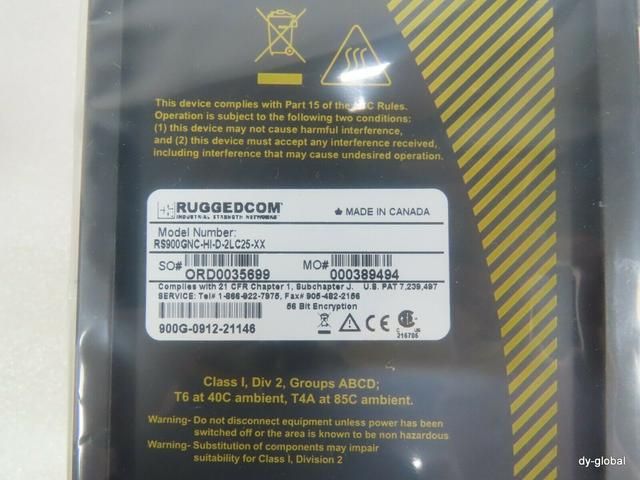 This device complies with Part 15 of the FCC Rules.
Operation is subject to the following two conditions:
(1) this device may not cause harmful interference,
and (2) this device must accept any interference received,
including interference that may cause undesired operation.
RUGGEDCOM
INDUSTRIAL STRENGTH NETWORKS
MADE IN CANADA
Model Number:
RS900GNC-HI-D-2LC25-XX
SO# ORD0035699
MO# 000389494
Complies with 21 CFR Chapter 1, Subchapter J. U.S. PAT 7,239,497
SERVICE: Tel# 1-866-922-7975, Fax# 905-482-2156
56 Bit Encryption
900G-0912-21146
CE
C US
215705
Class I, Div 2, Groups ABCD;
T6 at 40C ambient, T4A at 85C ambient.
Warning- Do not disconnect equipment unless power has been
switched off or the area is known to be non hazardous
Warning- Substitution of components may impair
suitability for Class I, Division 2
dy-global